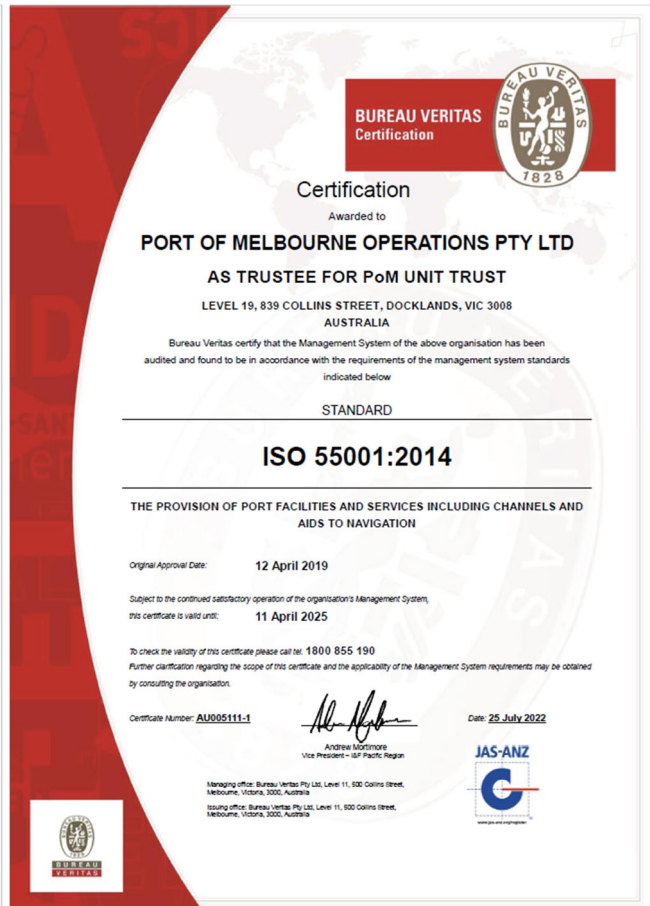 BUREAU VERITAS
Certification
BUREAU VERITAS
1828
Certification
Awarded to
PORT OF MELBOURNE OPERATIONS PTY LTD
AS TRUSTEE FOR PoM UNIT TRUST
LEVEL 19, 839 COLLINS STREET, DOCKLANDS, VIC 3008
AUSTRALIA
Bureau Veritas certify that the Management System of the above organisation has been
audited and found to be in accordance with the requirements of the management system standards
indicated below
STANDARD
ISO 55001:2014
THE PROVISION OF PORT FACILITIES AND SERVICES INCLUDING CHANNELS AND
AIDS TO NAVIGATION
Original Approval Date: 12 April 2019
Subject to the continued satisfactory operation of the organisation's Management System,
this certificate is valid until: 11 April 2025
To check the validity of this certificate please call tel. 1800 855 190
Further clarification regarding the scope of this certificate and the applicability of the Management System requirements may be obtained
by consulting the organisation.
Certificate Number: AU005111-1
Date: 25 July 2022
Andrew Mortimore
Vice President – I&F Pacific Region
JAS-ANZ
www.jas-anz.org/register
Managing office: Bureau Veritas Pty Ltd, Level 11, 500 Collins Street,
Melbourne, Victoria, 3000, Australia
Issuing office: Bureau Veritas Pty Ltd, Level 11, 500 Collins Street,
Melbourne, Victoria, 3000, Australia
BUREAU
VERITAS